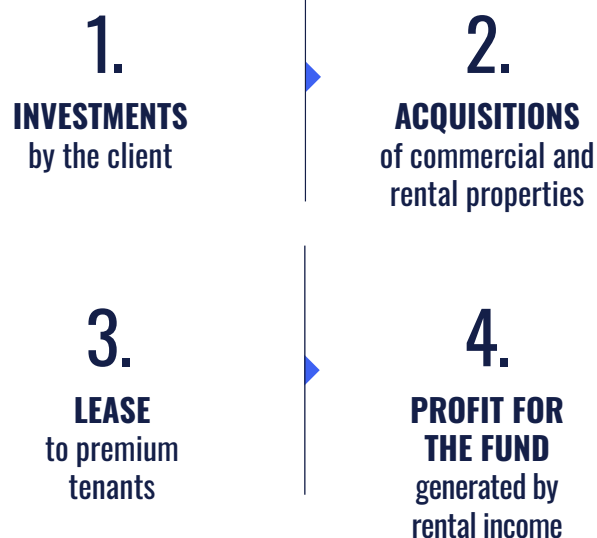 1.
INVESTMENTS
by the client
2.
ACQUISITIONS
of commercial and
rental properties
3.
LEASE
to premium
tenants
4.
PROFIT FOR
THE FUND
generated by
rental income